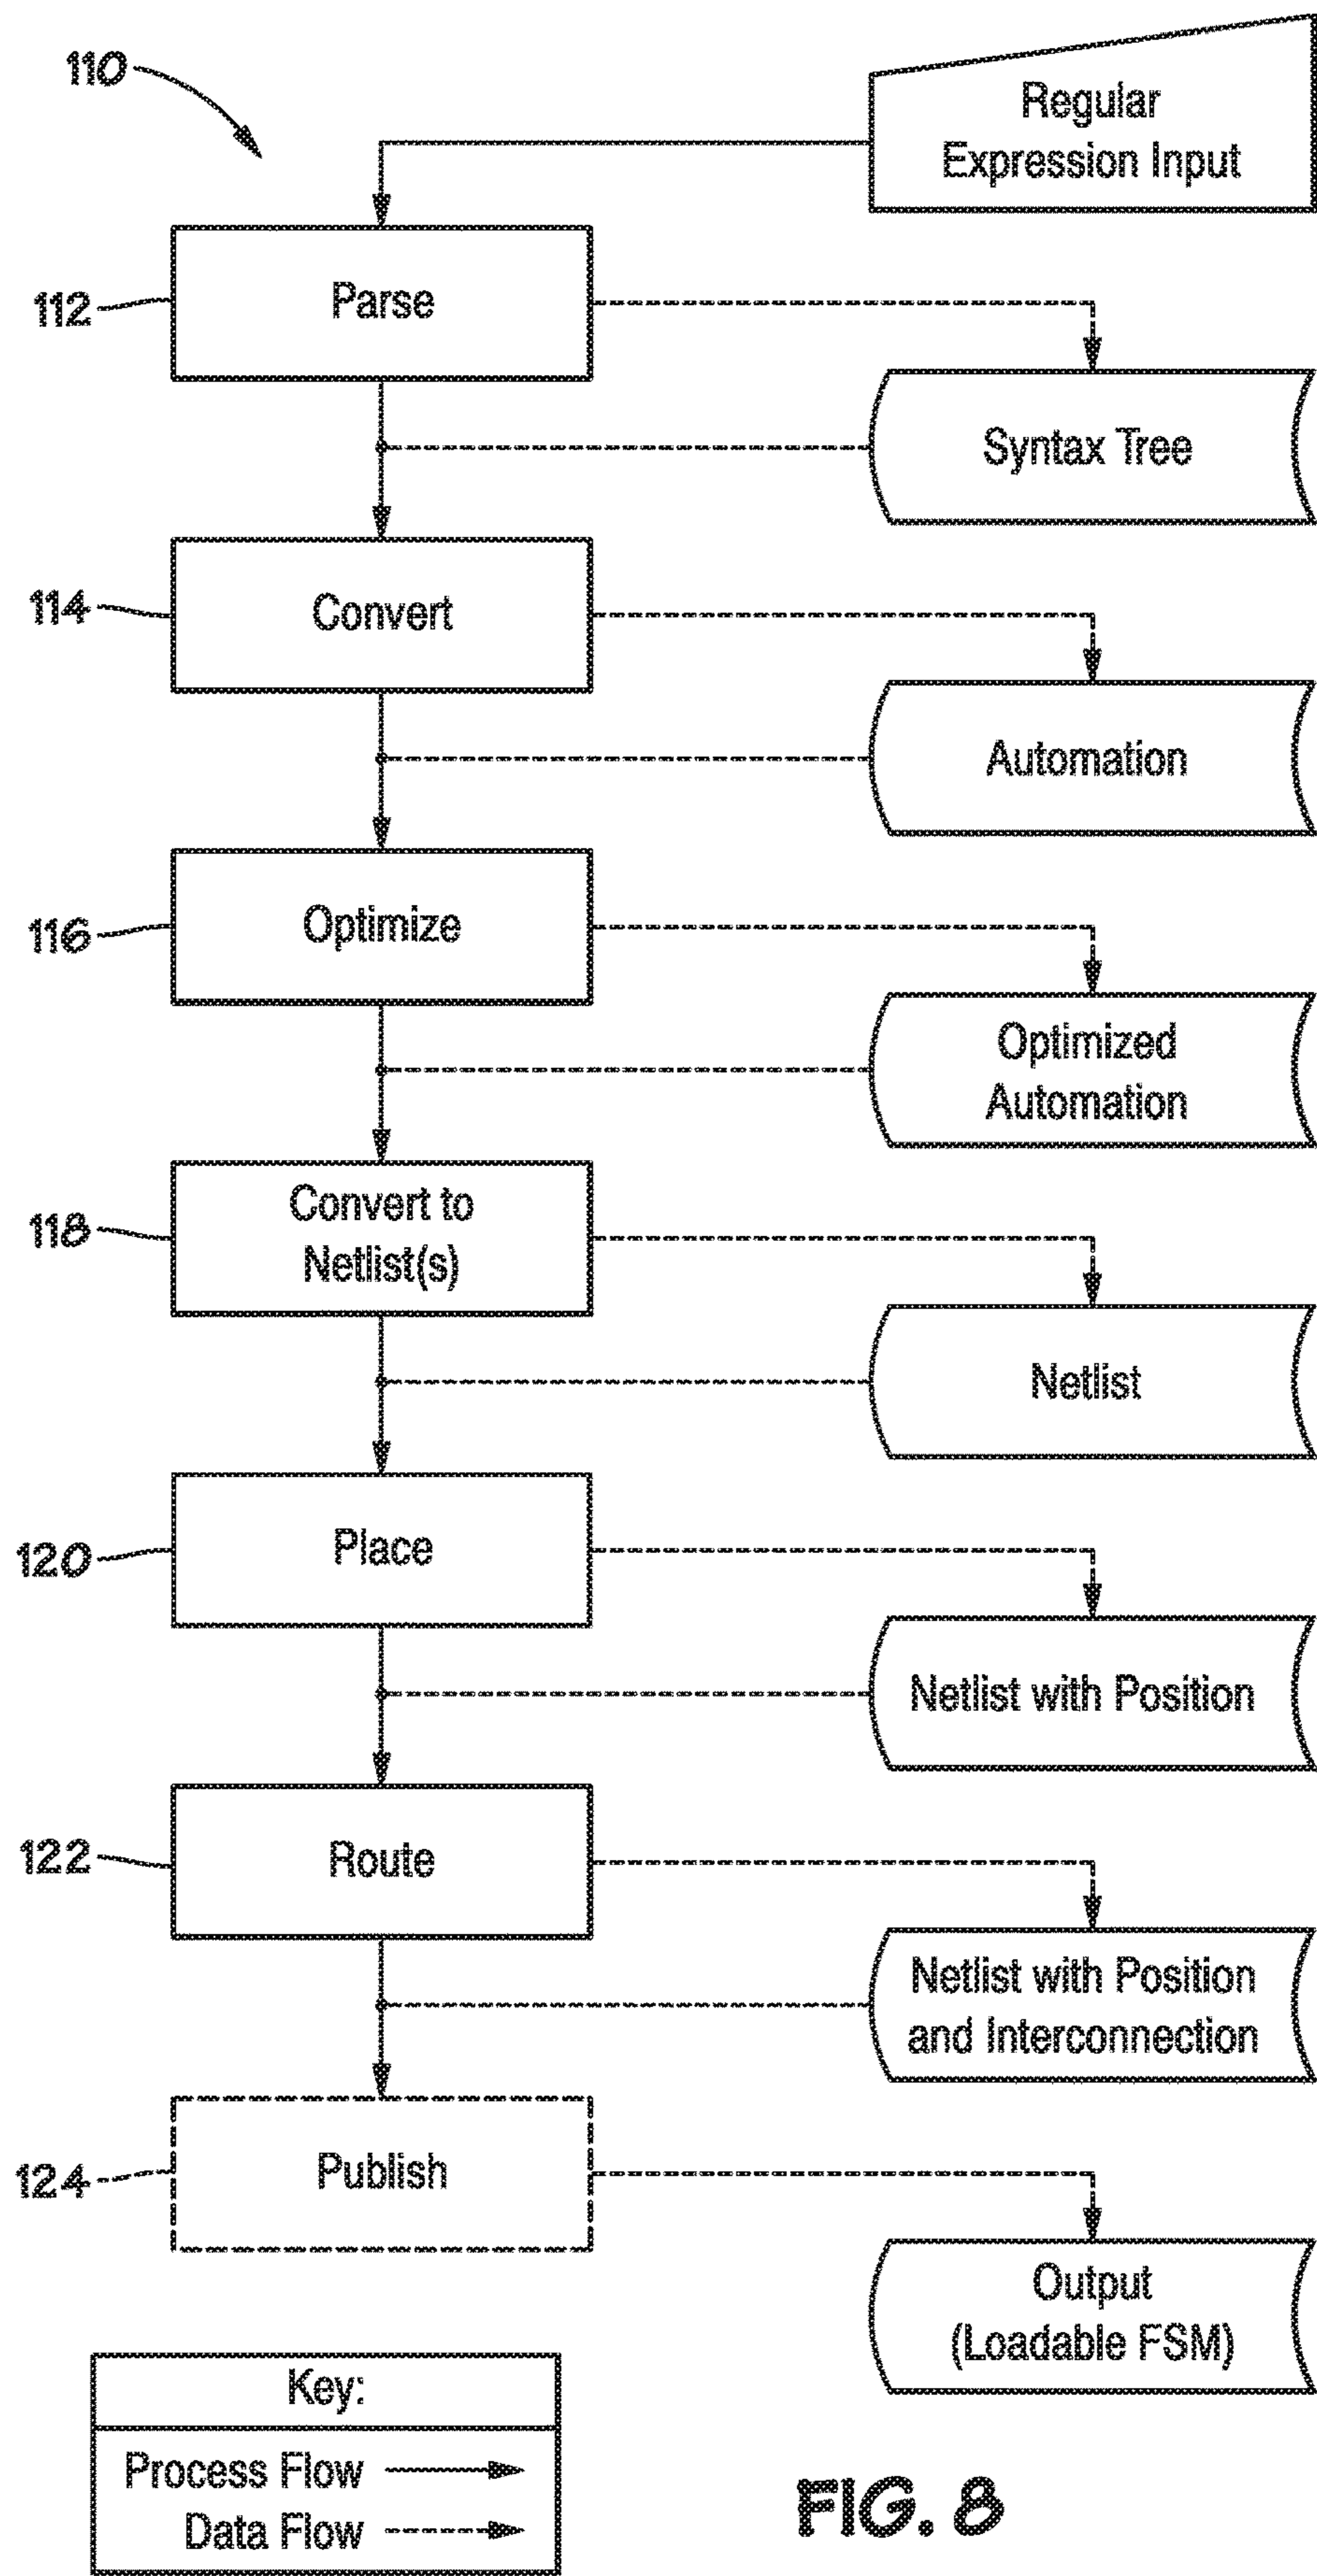 110
Regular
Expression Input
112
Parse
Syntax Tree
114
Convert
Automation
116
Optimize
Optimized
Automation
118
Convert to
Netlist(s)
Netlist
120
Place
Netlist with Position
122
Route
Netlist with Position
and Interconnection
124
Publish
Output
(Loadable FSM)
Key:
Process Flow
Data Flow
FIG. 8